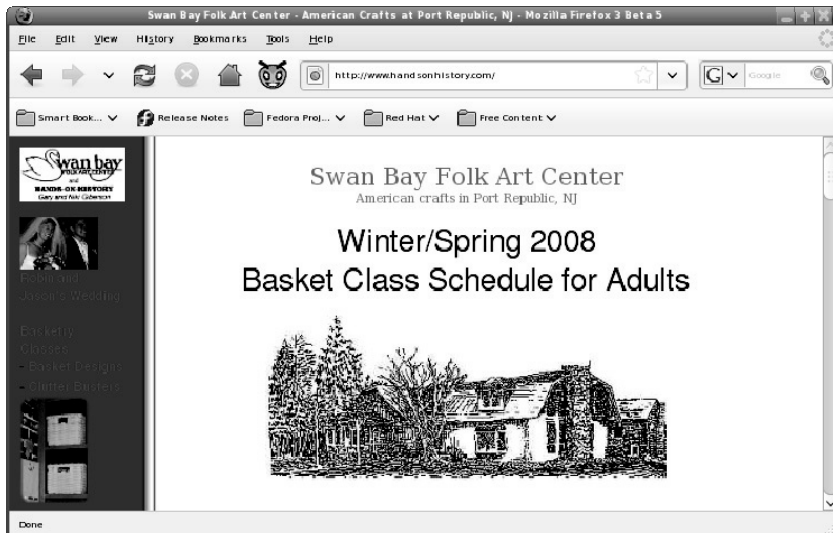 Swan Bay Folk Art Center - American Crafts at Port Republic, NJ - Mozilla Firefox 3 Beta 5
File Edit View History Bookmarks Tools Help
http://www.handsonhistory.com/ G Google
Smart Book... Release Notes Fedora Proj... Red Hat Free Content
Swan bay
FOLK ART CENTER
and
HANDS-ON-HISTORY
Gary and Niki Giberson
Robin and
Jason's Wedding
Basketry
Classes
- Basket Designs
- Clutter Busters
Swan Bay Folk Art Center
American crafts in Port Republic, NJ
Winter/Spring 2008
Basket Class Schedule for Adults
Done